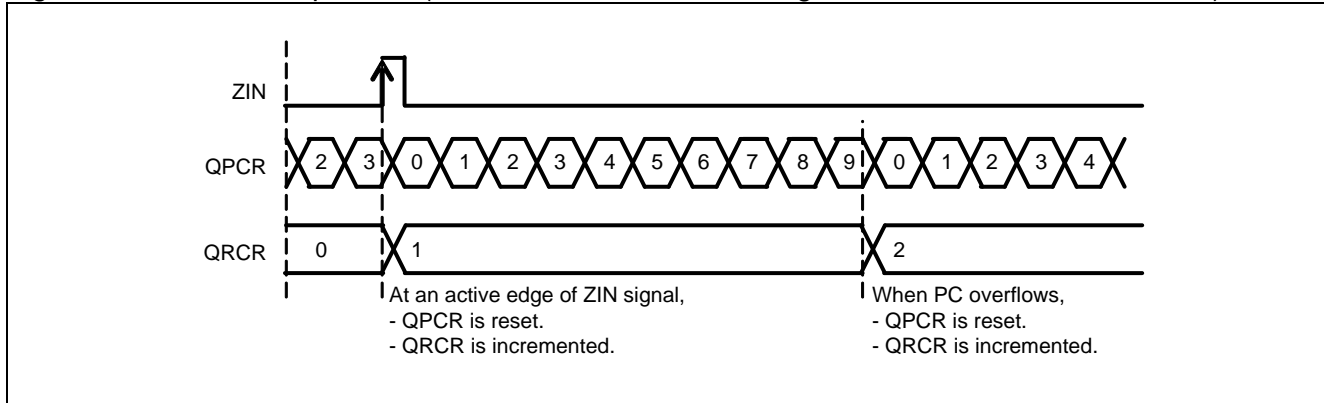 ZIN
QPCR 2 3 0 1 2 3 4 5 6 7 8 9 0 1 2 3 4
QRCR 0 1 2
At an active edge of ZIN signal,
- QPCR is reset.
- QRCR is incremented.
When PC overflows,
- QPCR is reset.
- QRCR is incremented.